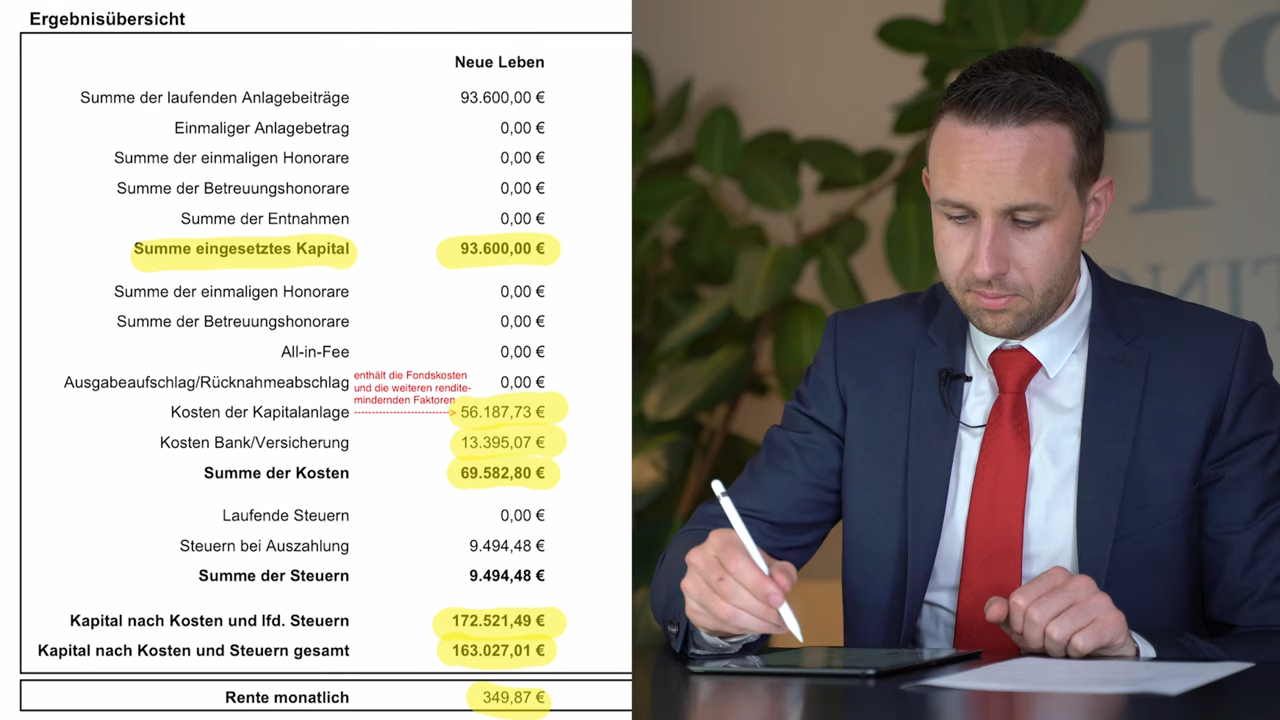 Ergebnisübersicht
Neue Leben
Summe der laufenden Anlagebeiträge 93.600,00 €
Einmaliger Anlagebetrag 0,00 €
Summe der einmaligen Honorare 0,00 €
Summe der Betreuungshonorare 0,00 €
Summe der Entnahmen 0,00 €
Summe eingesetztes Kapital 93.600,00 €
Summe der einmaligen Honorare 0,00 €
Summe der Betreuungshonorare 0,00 €
All-in-Fee 0,00 €
Ausgabeaufschlag/Rücknahmeabschlag 0,00 €
enthält die Fondskosten
und die weiteren rendite-
mindernden Faktoren
Kosten der Kapitalanlage 56.187,73 €
Kosten Bank/Versicherung 13.395,07 €
Summe der Kosten 69.582,80 €
Laufende Steuern 0,00 €
Steuern bei Auszahlung 9.494,48 €
Summe der Steuern 9.494,48 €
Kapital nach Kosten und lfd. Steuern 172.521,49 €
Kapital nach Kosten und Steuern gesamt 163.027,01 €
Rente monatlich 349,87 €